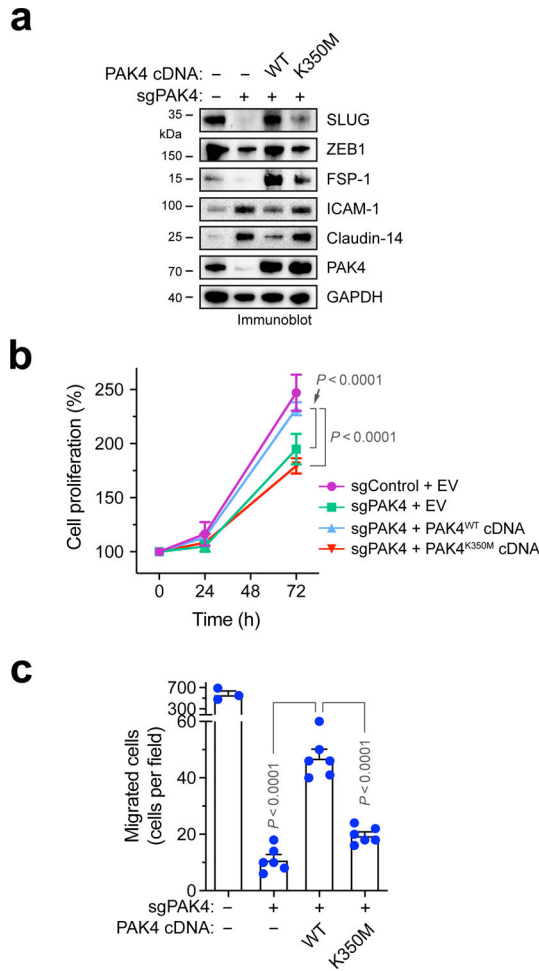 a
PAK4 cDNA: – – WT K350M
sgPAK4: – + + +
35
kDa
SLUG
150
ZEB1
15
FSP-1
100
ICAM-1
25
Claudin-14
70
PAK4
40
GAPDH
Immunoblot
b
Cell proliferation (%)
250
200
150
100
0 24 48 72
Time (h)
P < 0.0001
P < 0.0001
sgControl + EV
sgPAK4 + EV
sgPAK4 + PAK4WT cDNA
sgPAK4 + PAK4K350M cDNA
c
Migrated cells
(cells per field)
700
300
60
40
20
0
P < 0.0001
P < 0.0001
sgPAK4: – + + +
PAK4 cDNA: – – WT K350M